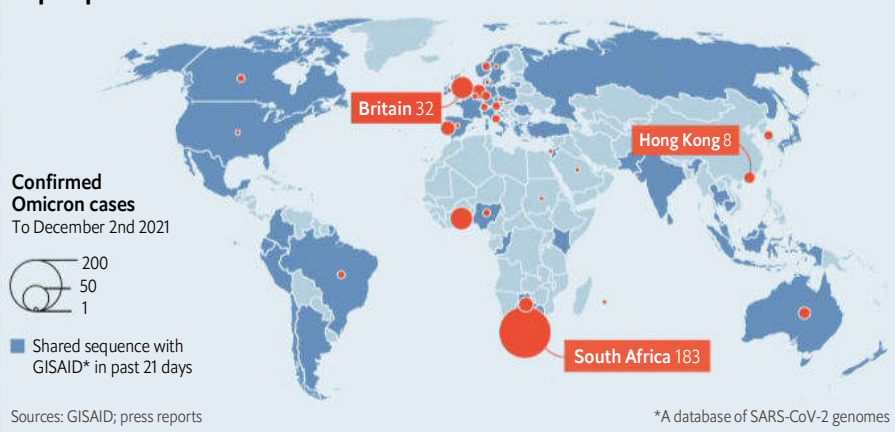 Britain 32
Hong Kong 8
Confirmed
Omicron cases
To December 2nd 2021
200
50
1
South Africa 183
Shared sequence with
GISAID* in past 21 days
Sources: GISAID; press reports
*A database of SARS-CoV-2 genomes